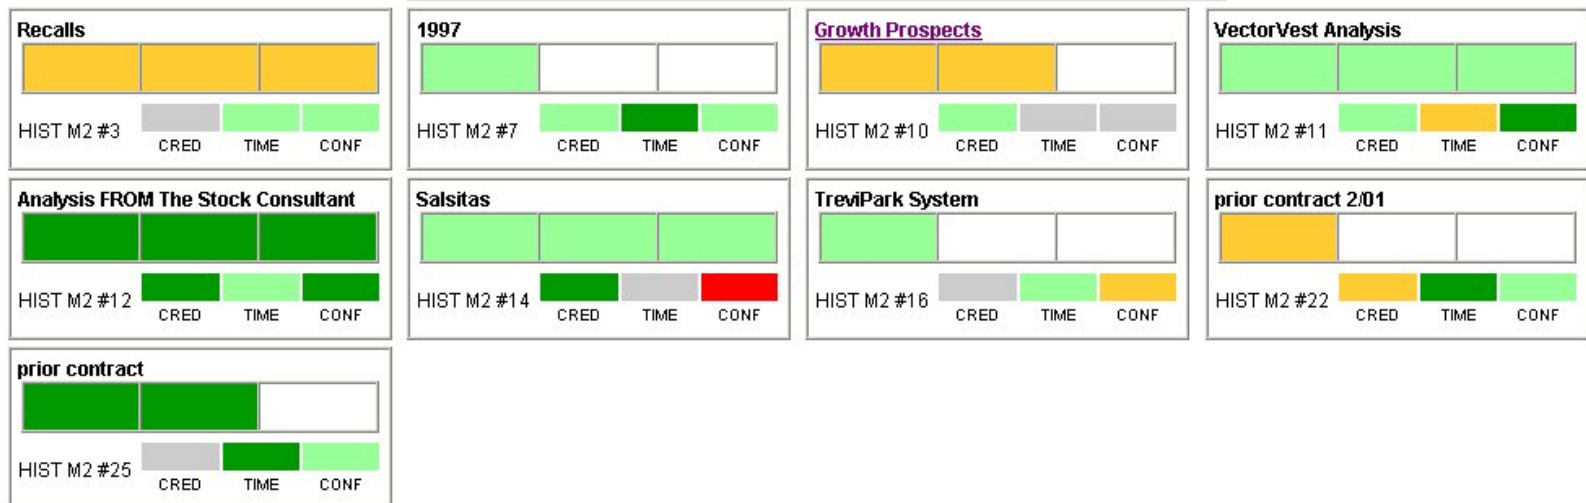 Recalls
HIST M2 #3
CRED TIME CONF
1997
HIST M2 #7
CRED TIME CONF
Growth Prospects
HIST M2 #10
CRED TIME CONF
VectorVest Analysis
HIST M2 #11
CRED TIME CONF
Analysis FROM The Stock Consultant
HIST M2 #12
CRED TIME CONF
Salsitas
HIST M2 #14
CRED TIME CONF
TreviPark System
HIST M2 #16
CRED TIME CONF
prior contract 2/01
HIST M2 #22
CRED TIME CONF
prior contract
HIST M2 #25
CRED TIME CONF